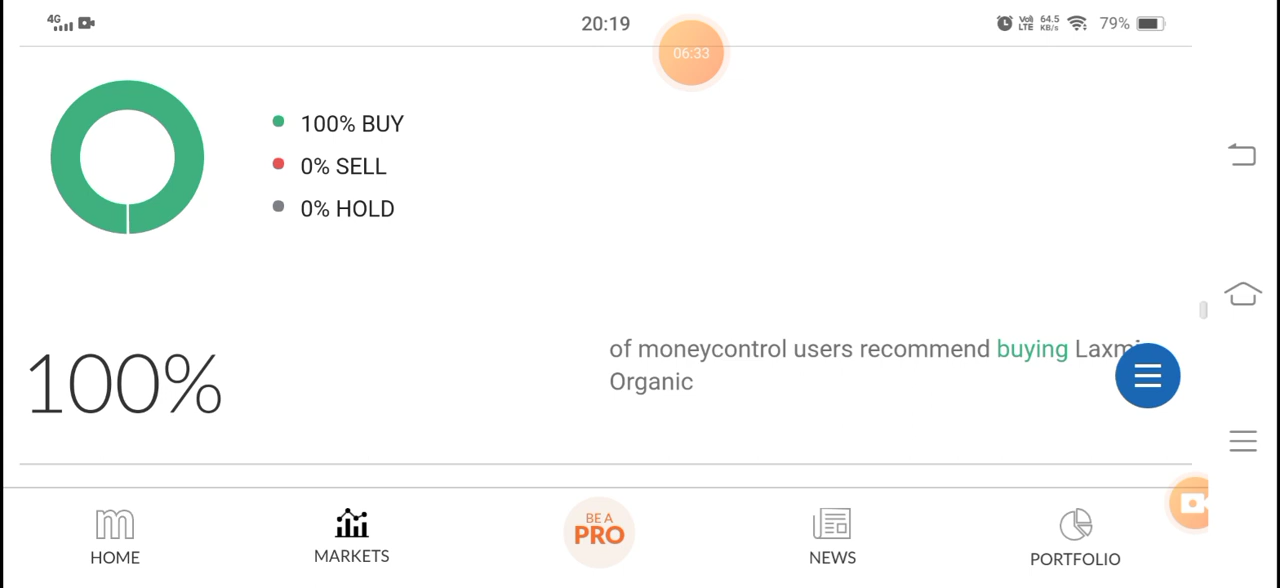 4G
20:19
06:33
Voli LTE
64.5 KB/s
79%
100% BUY
0% SELL
0% HOLD
100%
of moneycontrol users recommend buying
Organic
HOME
MARKETS
BE A
PRO
NEWS
PORTFOLIO